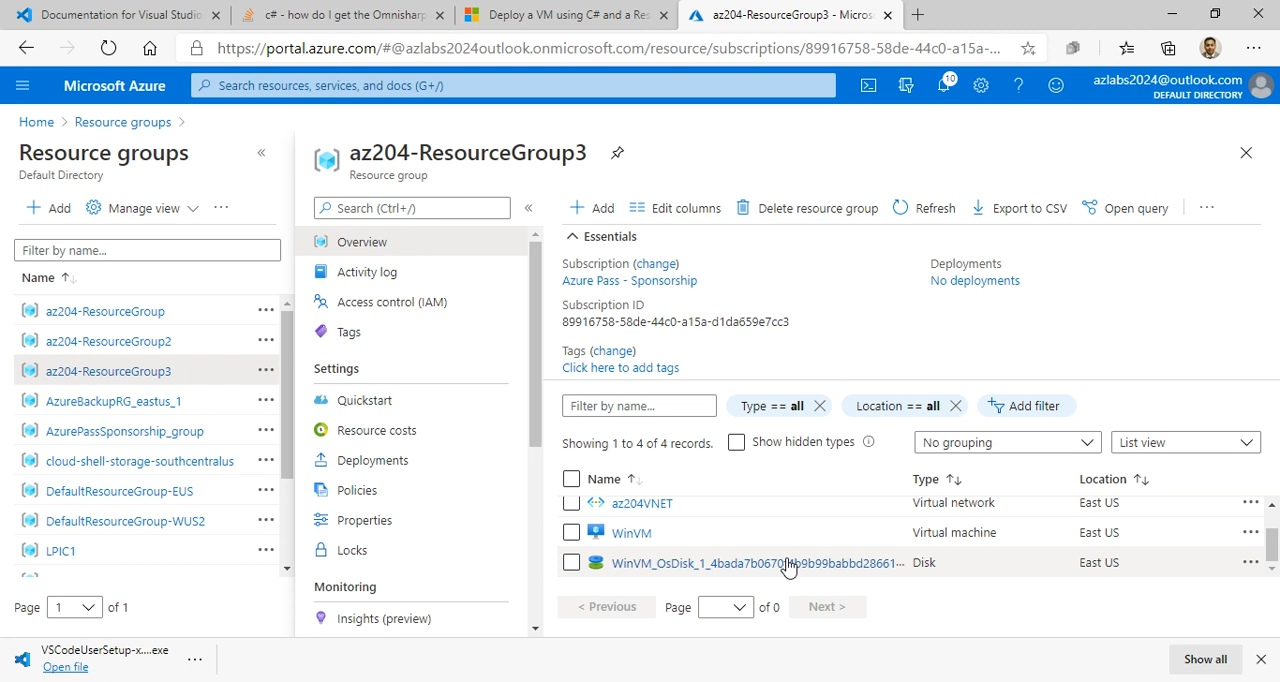 Documentation for Visual Studio
c# - how do I get the Omnisharp
Deploy a VM using C# and a Res
az204-ResourceGroup3 - Micros
https://portal.azure.com/#@azlabs2024outlook.onmicrosoft.com/resource/subscriptions/89916758-58de-44c0-a15a-...
Microsoft Azure
Search resources, services, and docs (G+/)
10
azlabs2024@outlook.com
DEFAULT DIRECTORY
Home > Resource groups >
Resource groups
Default Directory
Add
Manage view
Filter by name...
Name
az204-ResourceGroup
az204-ResourceGroup2
az204-ResourceGroup3
AzureBackupRG_eastus_1
AzurePassSponsorship_group
cloud-shell-storage-southcentralus
DefaultResourceGroup-EUS
DefaultResourceGroup-WUS2
LPIC1
Page 1 of 1
az204-ResourceGroup3
Resource group
Search (Ctrl+/)
Overview
Activity log
Access control (IAM)
Tags
Settings
Quickstart
Resource costs
Deployments
Policies
Properties
Locks
Monitoring
Insights (preview)
Add
Edit columns
Delete resource group
Refresh
Export to CSV
Open query
Essentials
Subscription (change)
Azure Pass - Sponsorship
Subscription ID
89916758-58de-44c0-a15a-d1da659e7cc3
Tags (change)
Click here to add tags
Deployments
No deployments
Filter by name...
Type == all
Location == all
Add filter
Showing 1 to 4 of 4 records.
Show hidden types
No grouping
List view
Name Type Location
az204VNET Virtual network East US
WinVM Virtual machine East US
Disk East US
< Previous Page of 0 Next >
VSCodeUserSetup-x....exe
Open file
Show all